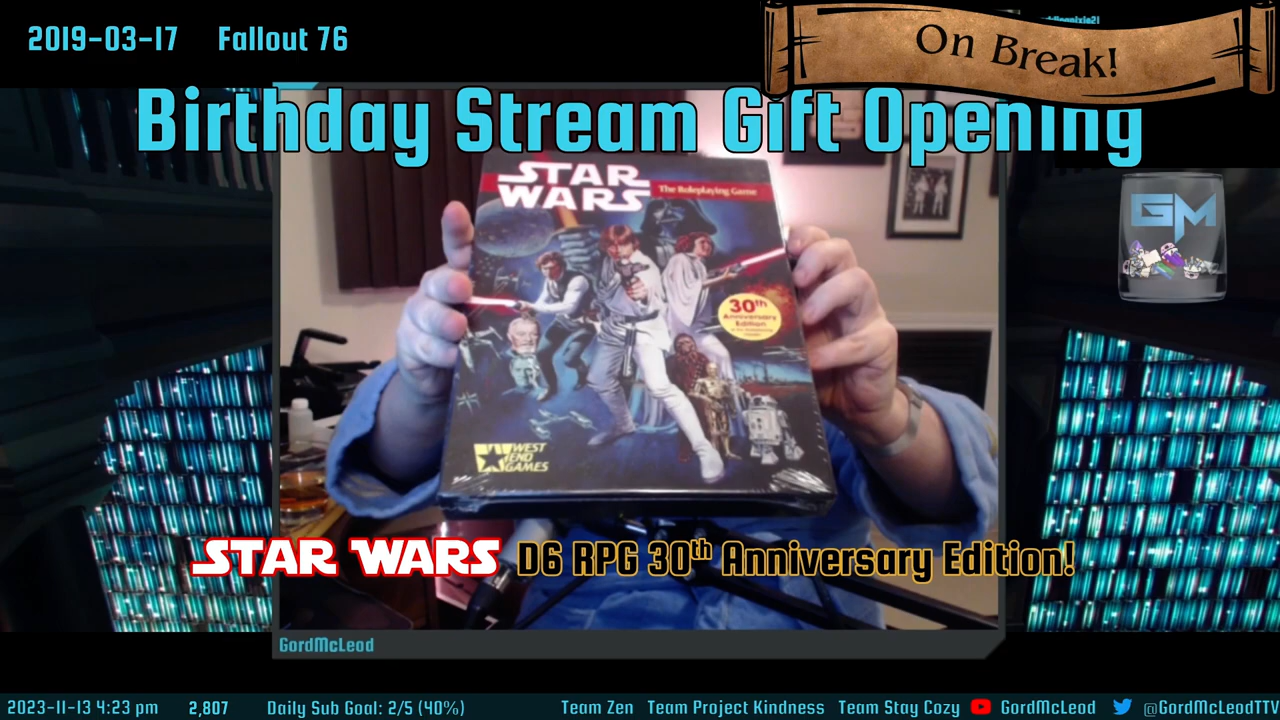 2019-03-17 Fallout 76
On Break!
Birthday Stream Gift Opening
STAR WARS
The Roleplaying Game
GM
30th
Anniversary
Edition
WEST
END
GAMES
STAR WARS D6 RPG 30th Anniversary Edition!
GordMcLeod
2023-11-13 4:23 pm 2,807 Daily Sub Goal: 2/5 (40%) Team Zen Team Project Kindness Team Stay Cozy GordMcLeod @GordMcLeodTTV